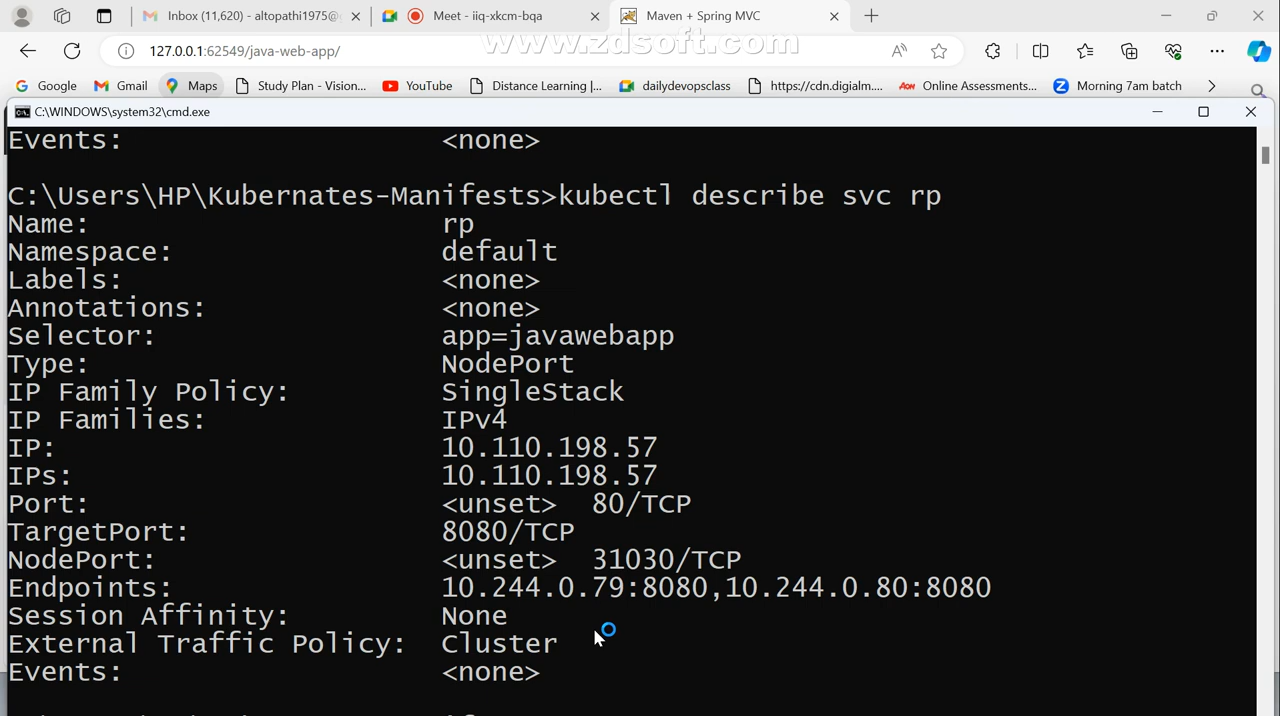 Inbox (11,620) - altopathi1975@g
Meet - iiq-xkcm-bqa
Maven + Spring MVC
127.0.0.1:62549/java-web-app/
www.zdsoft.com
Google
Gmail
Maps
Study Plan - Vision...
YouTube
Distance Learning |...
dailydevopsclass
https://cdn.digialm....
AON
Online Assessments...
Morning 7am batch
C:\WINDOWS\system32\cmd.exe
Events: <none>
C:\Users\HP\Kubernates-Manifests>kubectl describe svc rp
Name: rp
Namespace: default
Labels: <none>
Annotations: <none>
Selector: app=javawebapp
Type: NodePort
IP Family Policy: SingleStack
IP Families: IPv4
IP: 10.110.198.57
IPs: 10.110.198.57
Port: <unset> 80/TCP
TargetPort: 8080/TCP
NodePort: <unset> 31030/TCP
Endpoints: 10.244.0.79:8080,10.244.0.80:8080
Session Affinity: None
External Traffic Policy: Cluster
Events: <none>